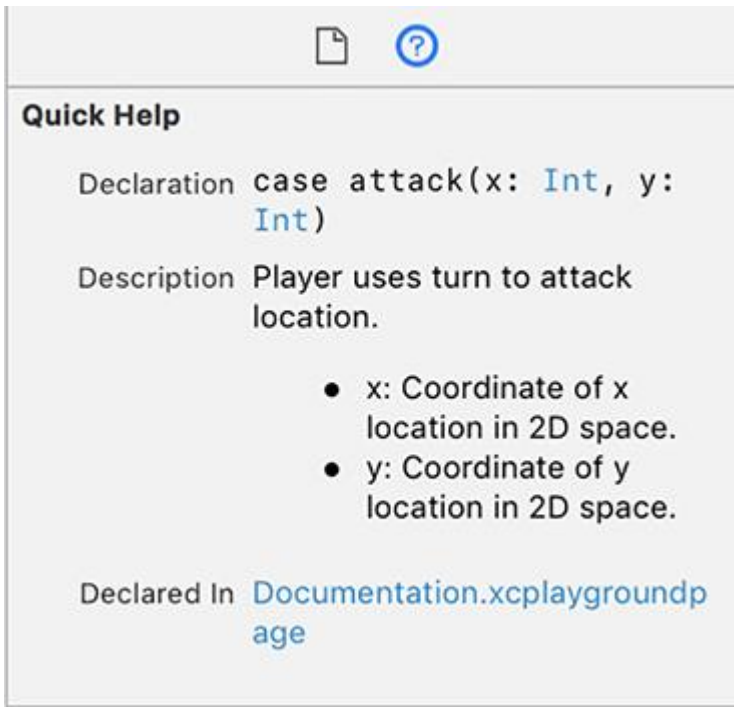 Quick Help
Declaration case attack(x: Int, y:
Int)
Description Player uses turn to attack
location.
• x: Coordinate of x
location in 2D space.
• y: Coordinate of y
location in 2D space.
Declared In Documentation.xcplaygroundp
age